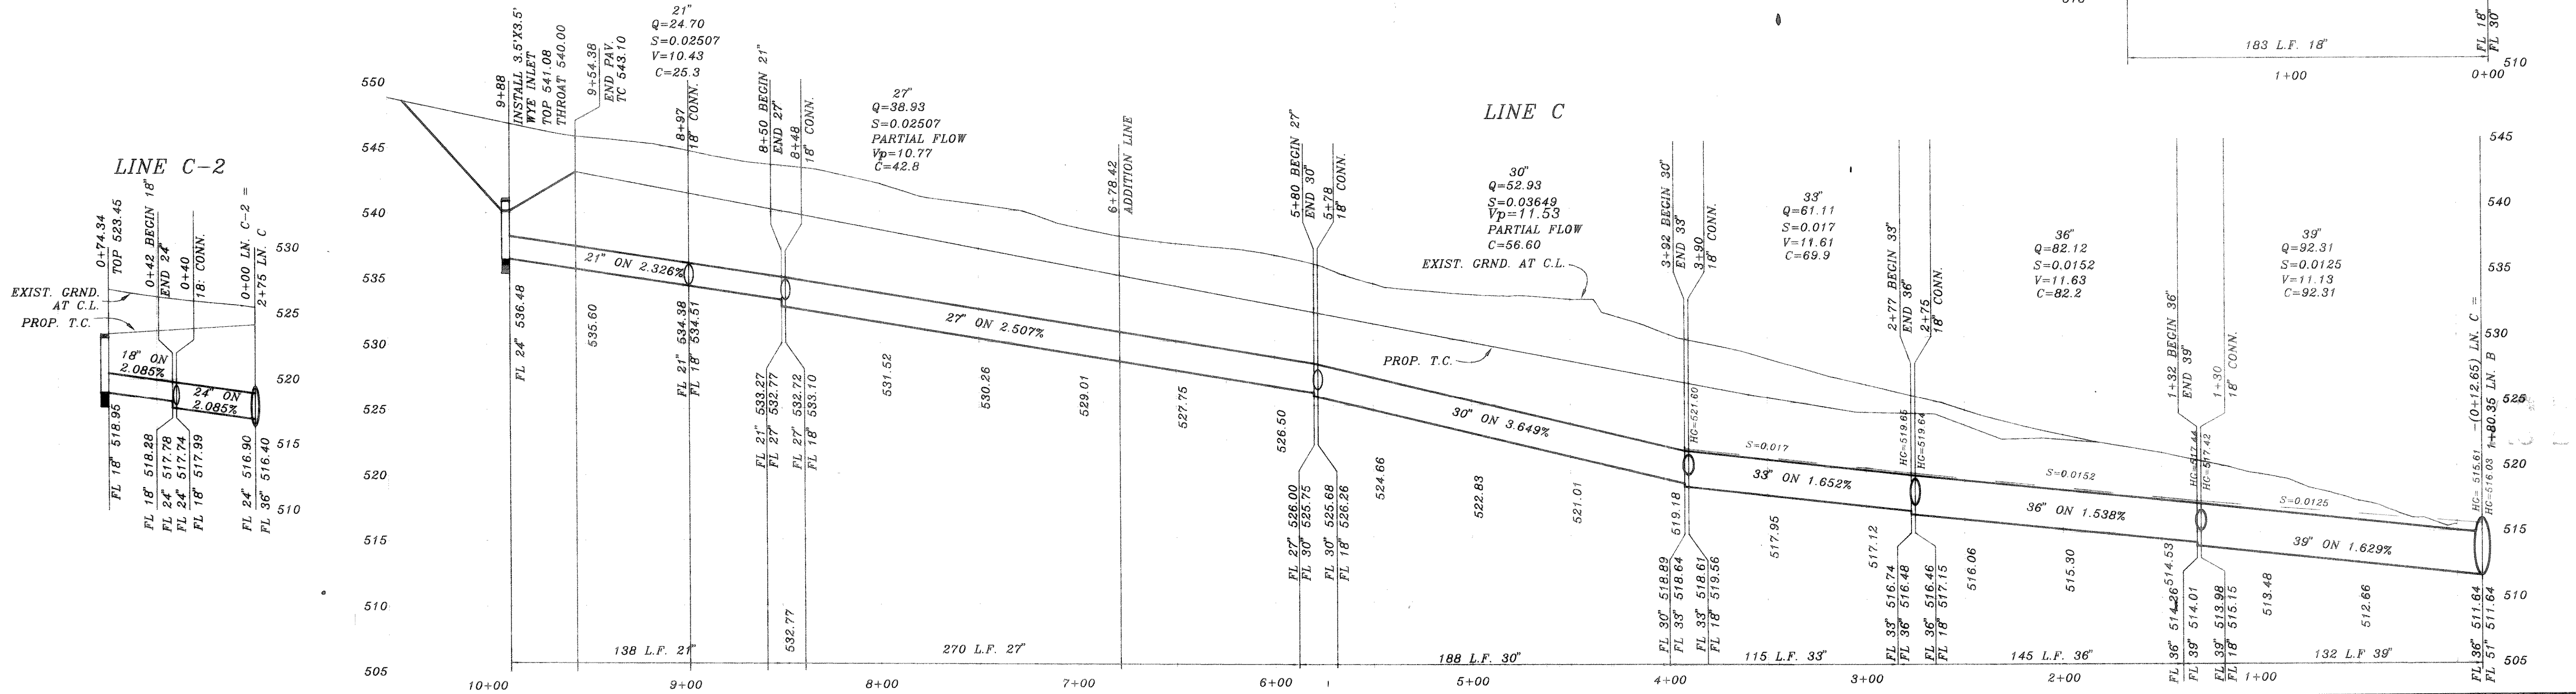 LINE C-2
0+74.34
TOP 523.45
0+42 BEGIN 18"
END 24"
0+40
18: CONN.
0+00 LN. C-2 =
2+75 LN. C
530
525
520
515
510
EXIST. GRND.
AT C.L.
PROP. T.C.
18" ON
2.085%
24" ON
2.085%
FL 18" 518.95
FL 18" 518.28
FL 24" 517.78
FL 24" 517.74
FL 18" 517.99
FL 24" 516.90
FL 36" 516.40
LINE C
550
545
540
535
530
525
520
515
510
505
9+88
INSTALL 3.5'X3.5'
WYE INLET
TOP 541.08
THROAT 540.00
9+54.38
END PAV.
TC 543.10
21"
Q=24.70
S=0.02507
V=10.43
C=25.3
8+97
18" CONN.
8+50 BEGIN 21"
END 27"
8+48
18" CONN.
27"
Q=38.93
S=0.02507
PARTIAL FLOW
Vp=10.77
C=42.8
6+78.42
ADDITION LINE
5+80 BEGIN 27"
END 30"
5+78
18" CONN.
30"
Q=52.93
S=0.03649
Vp=11.53
PARTIAL FLOW
C=56.60
EXIST. GRND. AT C.L.
PROP. T.C.
3+92 BEGIN 30"
END 33"
3+90
18" CONN.
33"
Q=61.11
S=0.017
V=11.61
C=69.9
2+77 BEGIN 33"
END 36"
2+75
18" CONN.
36"
Q=82.12
S=0.0152
V=11.63
C=82.2
1+32 BEGIN 36"
END 39"
1+30
18" CONN.
39"
Q=92.31
S=0.0125
V=11.13
C=92.31
-(0+12.65) LN. C =
1+80.35 LN. B
HG= 515.61
HG=516.03
21" ON 2.326%
27" ON 2.507%
30" ON 3.649%
33" ON 1.652%
36" ON 1.538%
39" ON 1.629%
HG=521.60
S=0.017
HG=519.65
HG=519.64
S=0.0152
HG=517.44
HG=517.42
S=0.0125
FL 24" 536.48
535.60
FL 21" 534.38
FL 18" 534.51
FL 21" 533.27
FL 27" 532.77
FL 27" 532.72
FL 18" 533.10
532.77
531.52
530.26
529.01
527.75
526.50
FL 27" 526.00
FL 30" 525.75
FL 30" 525.68
FL 18" 526.26
524.66
522.83
521.01
519.18
FL 30" 518.89
FL 33" 518.64
FL 33" 518.61
FL 18" 519.56
517.95
517.12
FL 33" 516.74
FL 36" 516.48
FL 36" 516.46
FL 18" 517.15
516.06
515.30
514.53
FL 36" 514.26
FL 39" 514.01
FL 39" 513.98
FL 18" 515.15
513.48
512.66
FL 36" 511.64
FL 51" 511.64
138 L.F. 21"
270 L.F. 27"
188 L.F. 30"
115 L.F. 33"
145 L.F. 36"
132 L.F 39"
10+00
9+00
8+00
7+00
6+00
5+00
4+00
3+00
2+00
1+00
545
540
535
530
525
520
515
510
505
183 L.F. 18"
FL 18"
FL 30"
510
1+00
0+00